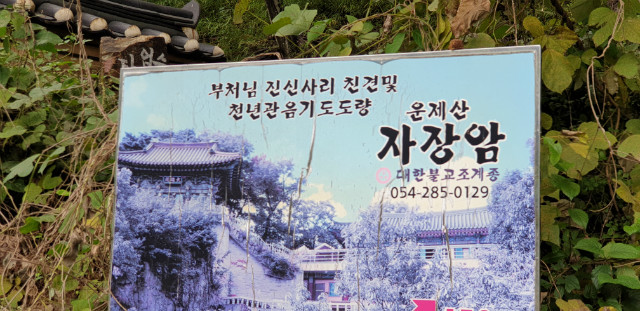 부처님 진신사리 친견및
천년관음기도도량
운제산
자장암
대한불교조계종
054-285-0129